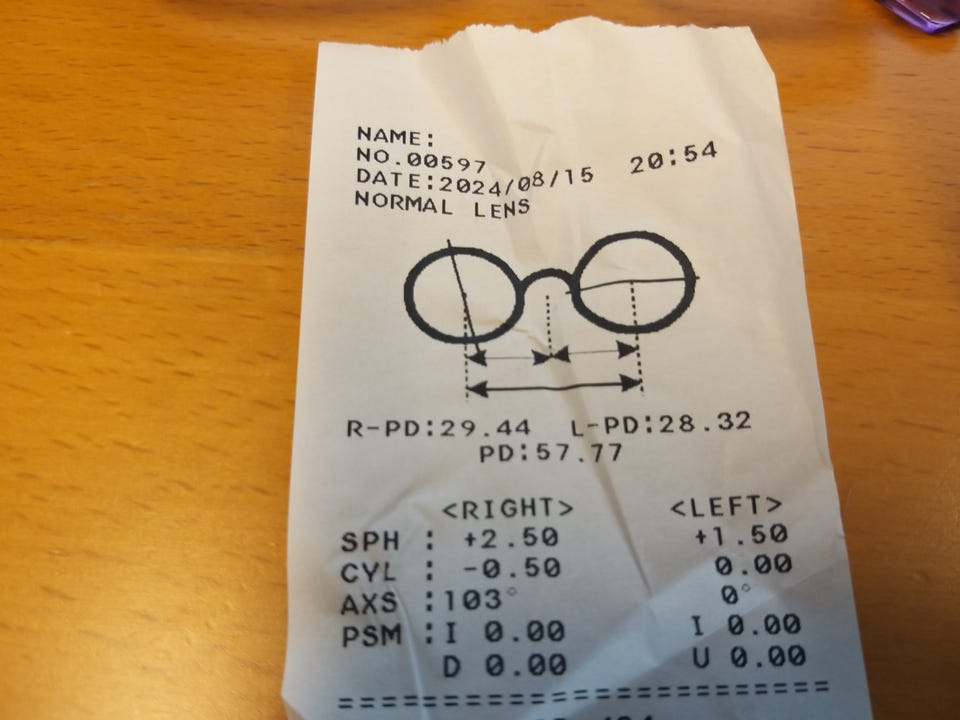 NAME:
NO.00597
DATE:2024/08/15 20:54
NORMAL LENS
R-PD:29.44 L-PD:28.32
PD:57.77
<RIGHT> <LEFT>
SPH : +2.50 +1.50
CYL : -0.50 0.00
AXS :103° 0°
PSM :I 0.00 I 0.00
D 0.00 U 0.00
==============================